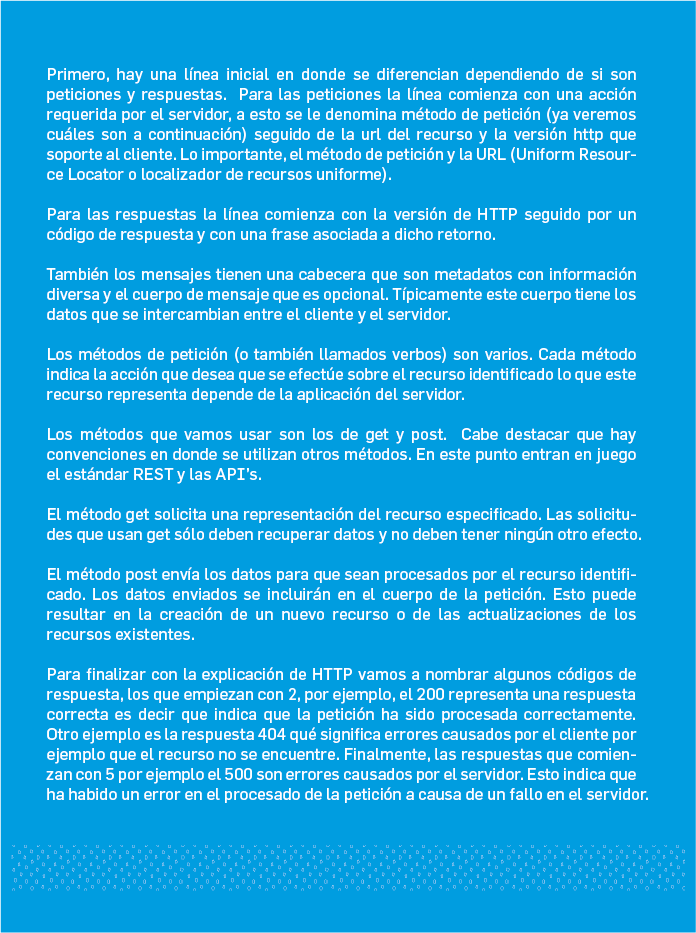 Primero, hay una línea inicial en donde se diferencian dependiendo de si son
peticiones y respuestas.  Para las peticiones la línea comienza con una acción
requerida por el servidor, a esto se le denomina método de petición (ya veremos
cuáles son a continuación) seguido de la url del recurso y la versión http que
soporte al cliente. Lo importante, el método de petición y la URL (Uniform Resour-
ce Locator o localizador de recursos uniforme).
Para las respuestas la línea comienza con la versión de HTTP seguido por un
código de respuesta y con una frase asociada a dicho retorno.
También los mensajes tienen una cabecera que son metadatos con información
diversa y el cuerpo de mensaje que es opcional. Típicamente este cuerpo tiene los
datos que se intercambian entre el cliente y el servidor.
Los métodos de petición (o también llamados verbos) son varios. Cada método
indica la acción que desea que se efectúe sobre el recurso identificado lo que este
recurso representa depende de la aplicación del servidor.
Los métodos que vamos usar son los de get y post.  Cabe destacar que hay
convenciones en donde se utilizan otros métodos. En este punto entran en juego
el estándar REST y las API's.
El método get solicita una representación del recurso especificado. Las solicitu-
des que usan get sólo deben recuperar datos y no deben tener ningún otro efecto.
El método post envía los datos para que sean procesados por el recurso identifi-
cado. Los datos enviados se incluirán en el cuerpo de la petición. Esto puede
resultar en la creación de un nuevo recurso o de las actualizaciones de los
recursos existentes.
Para finalizar con la explicación de HTTP vamos a nombrar algunos códigos de
respuesta, los que empiezan con 2, por ejemplo, el 200 representa una respuesta
correcta es decir que indica que la petición ha sido procesada correctamente.
Otro ejemplo es la respuesta 404 qué significa errores causados por el cliente por
ejemplo que el recurso no se encuentre. Finalmente, las respuestas que comien-
zan con 5 por ejemplo el 500 son errores causados por el servidor. Esto indica que
ha habido un error en el procesado de la petición a causa de un fallo en el servidor.